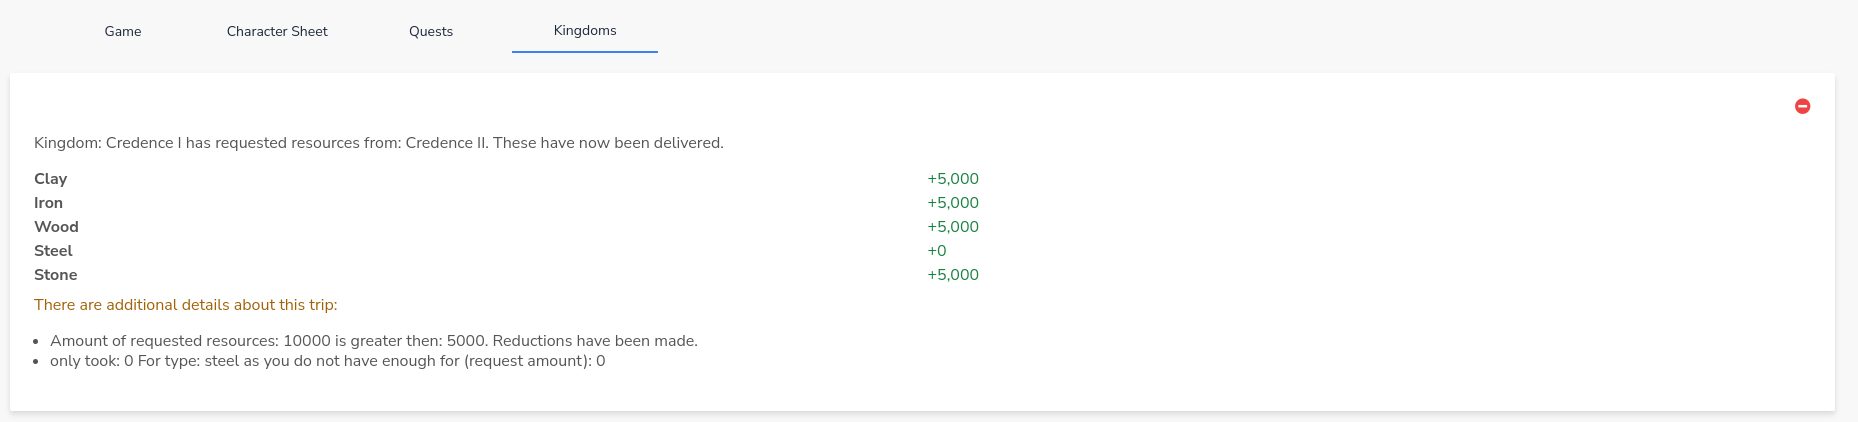 Game Character Sheet Quests Kingdoms
Kingdom: Credence I has requested resources from: Credence II. These have now been delivered.
Clay +5,000
Iron +5,000
Wood +5,000
Steel +0
Stone +5,000
There are additional details about this trip:
• Amount of requested resources: 10000 is greater then: 5000. Reductions have been made.
• only took: 0 For type: steel as you do not have enough for (request amount): 0